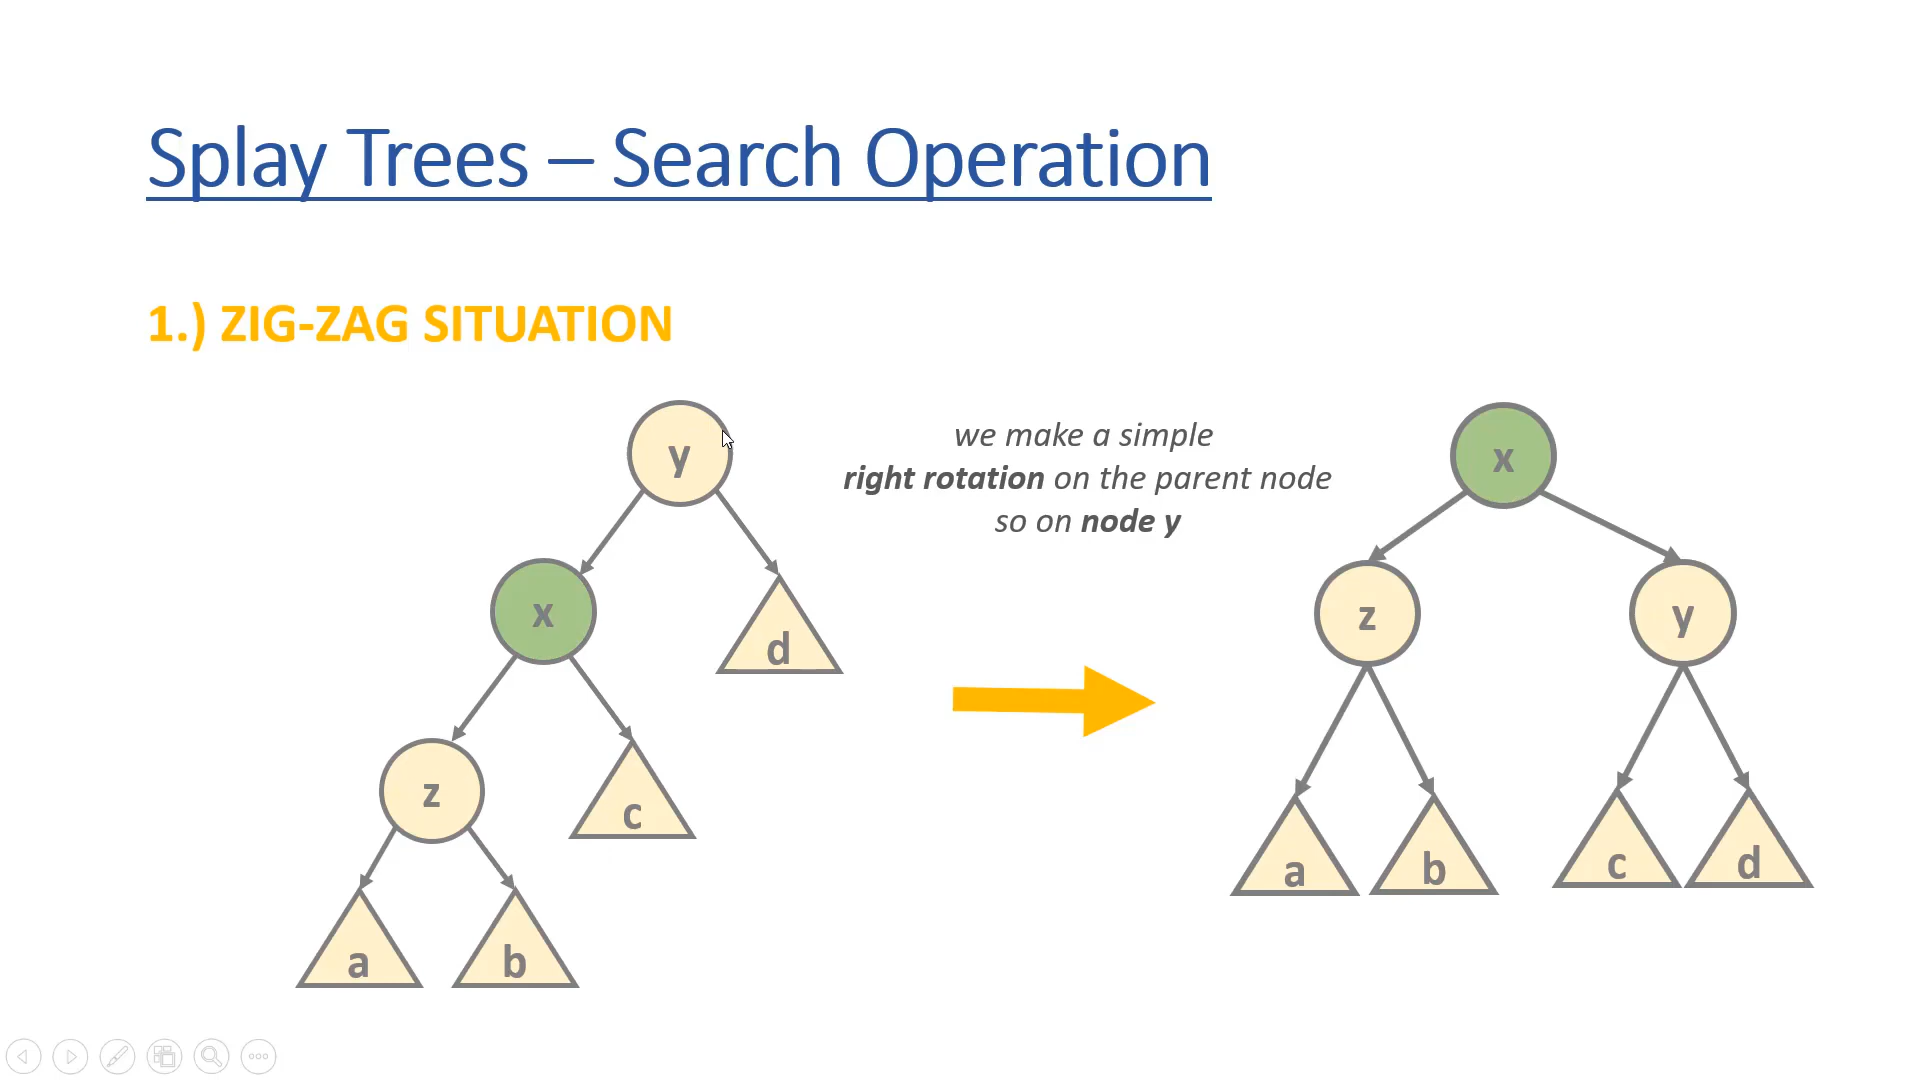 Splay Trees – Search Operation
1.) ZIG-ZAG SITUATION
we make a simple
right rotation on the parent node
so on node y
y
x
d
z
c
a
b
x
z
y
a
b
c
d